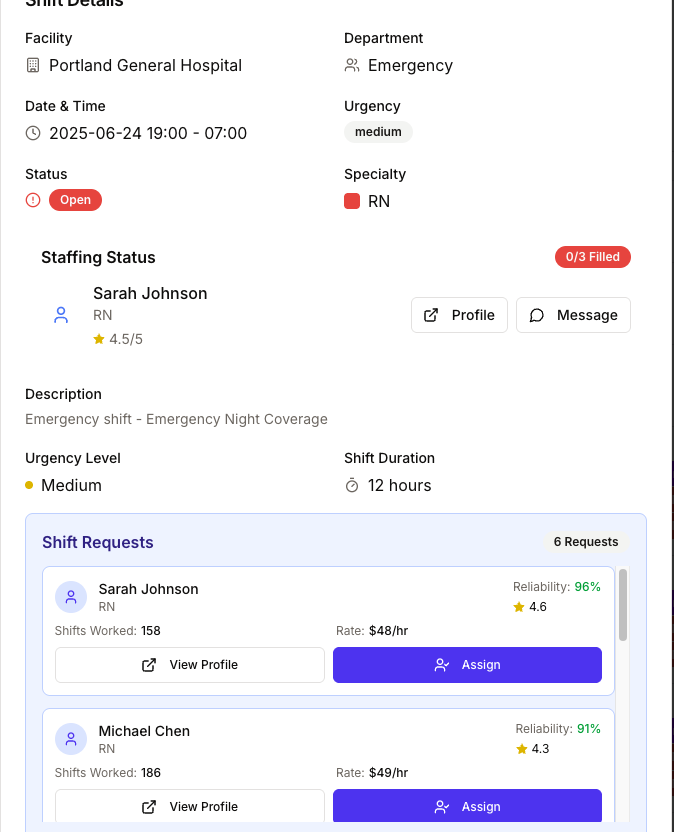 Shift Details
Facility
Department
Portland General Hospital
Emergency
Date & Time
Urgency
2025-06-24 19:00 - 07:00
medium
Status
Specialty
Open
RN
Staffing Status
0/3 Filled
Sarah Johnson
RN
4.5/5
Profile
Message
Description
Emergency shift - Emergency Night Coverage
Urgency Level
Shift Duration
Medium
12 hours
Shift Requests
6 Requests
Sarah Johnson
RN
Reliability: 96%
4.6
Shifts Worked: 158
Rate: $48/hr
View Profile
Assign
Michael Chen
RN
Reliability: 91%
4.3
Shifts Worked: 186
Rate: $49/hr
View Profile
Assign